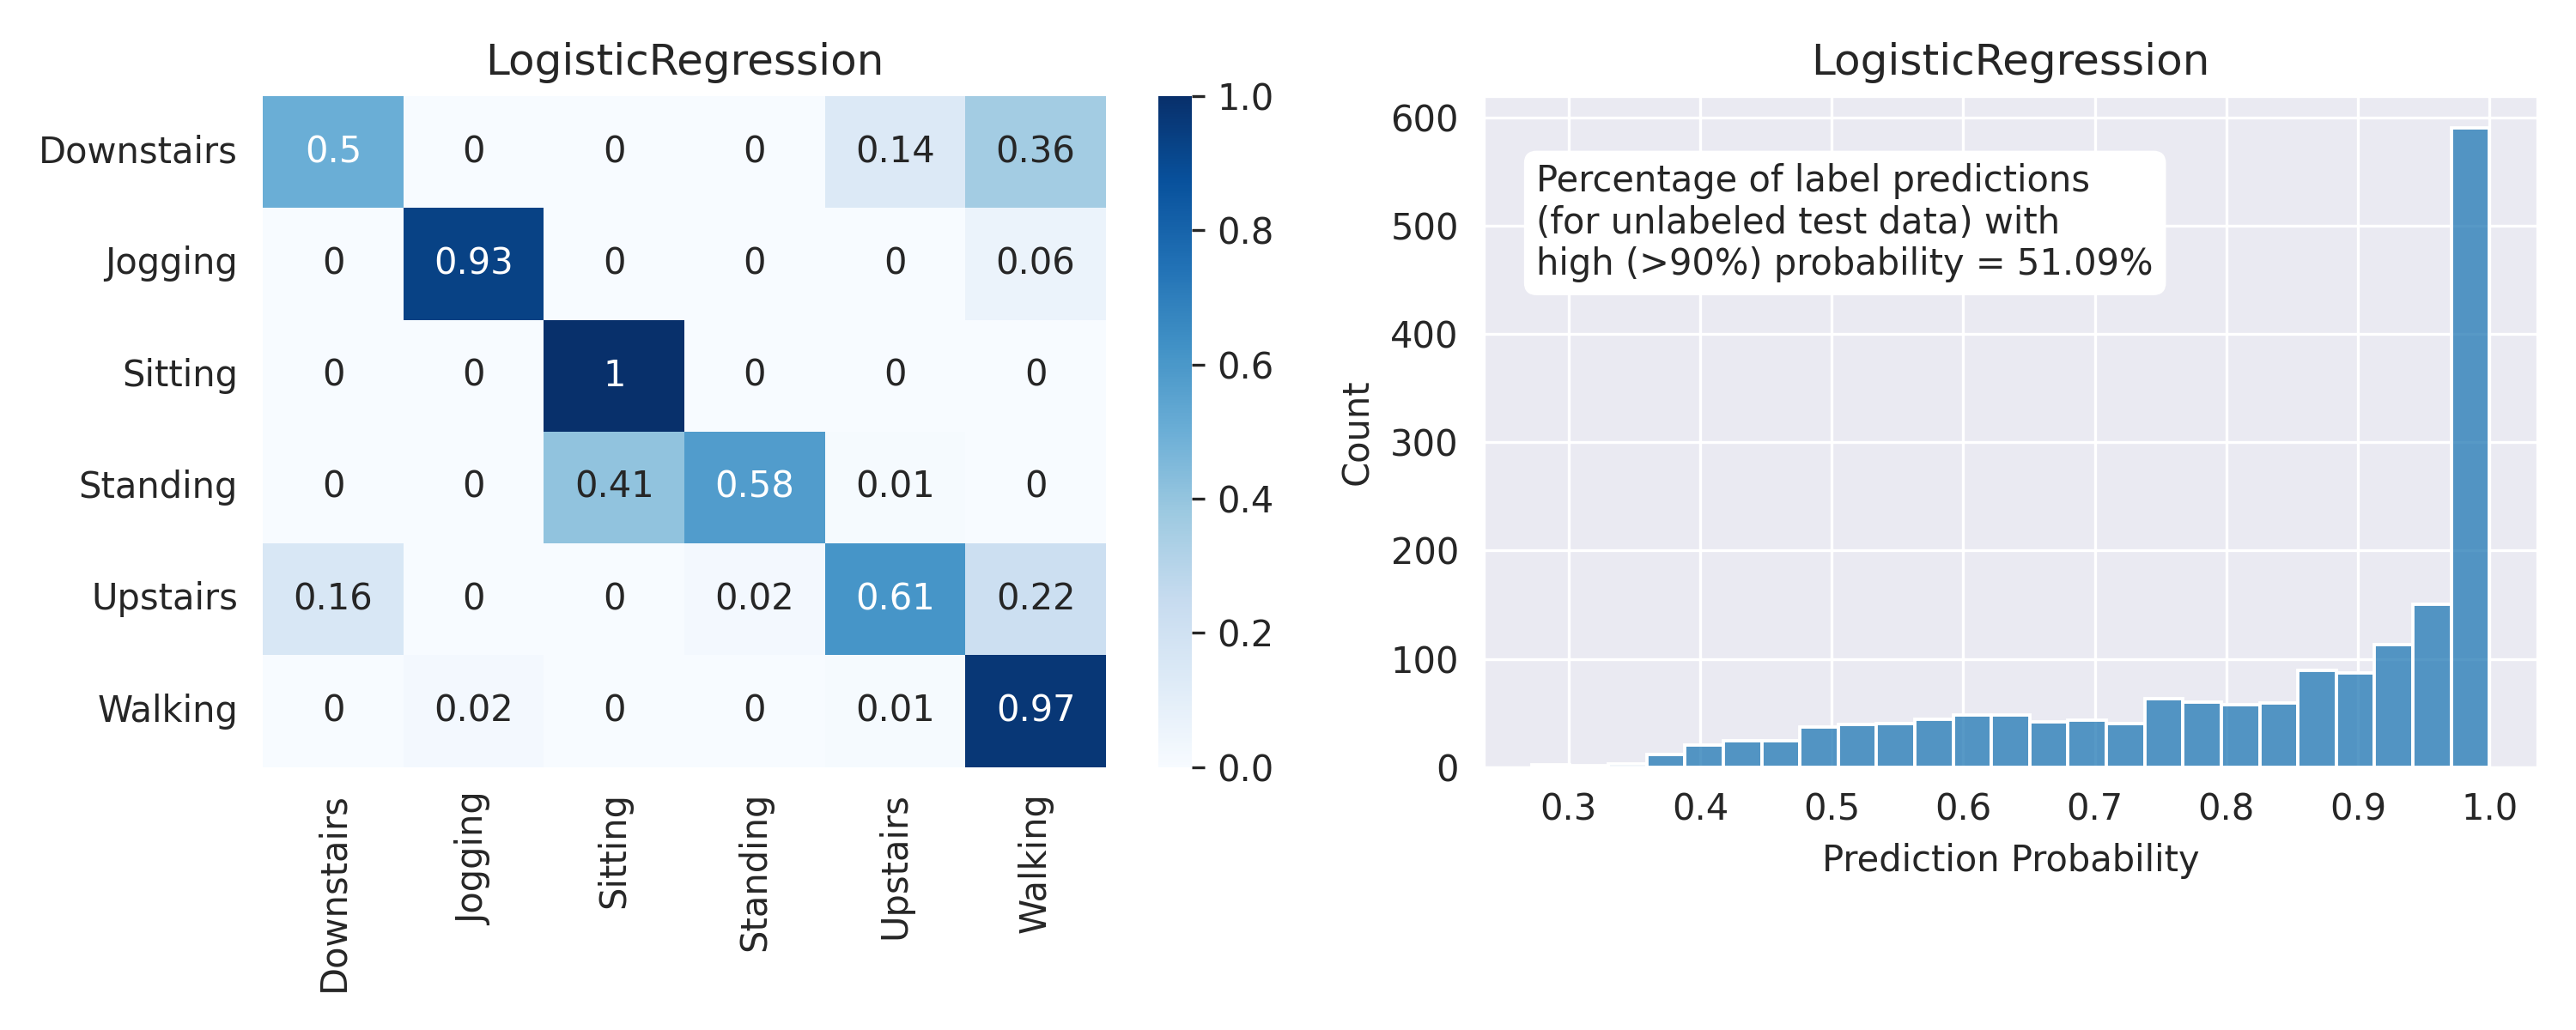 LogisticRegression
Downstairs 0.5 0 0 0 0.14 0.36
Jogging 0 0.93 0 0 0 0.06
Sitting 0 0 1 0 0 0
Standing 0 0 0.41 0.58 0.01 0
Upstairs 0.16 0 0 0.02 0.61 0.22
Walking 0 0.02 0 0 0.01 0.97
Downstairs Jogging Sitting Standing Upstairs Walking
1.0
0.8
0.6
0.4
0.2
0.0
LogisticRegression
Percentage of label predictions
(for unlabeled test data) with
high (>90%) probability = 51.09%
Count
600
500
400
300
200
100
0
0.3 0.4 0.5 0.6 0.7 0.8 0.9 1.0
Prediction Probability